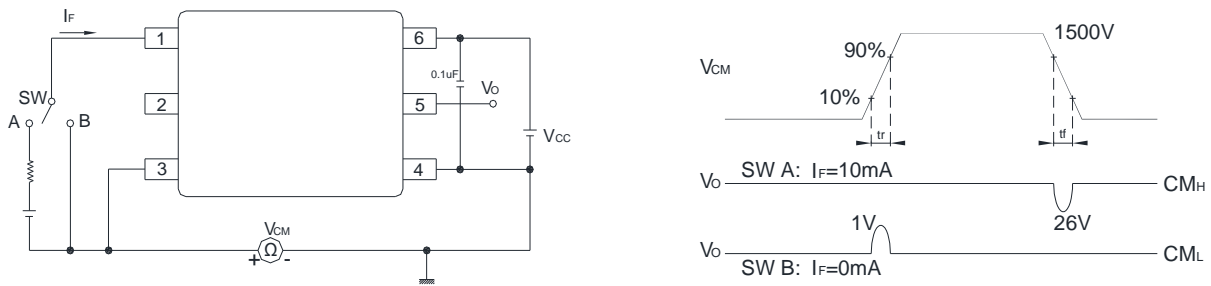 IF
1
2
3
6
5
4
0.1uF
VO
VCC
SW
A
B
VCM
+ Ω -
VCM
90%
10%
1500V
tr
tf
VO
SW A: IF=10mA
CMH
26V
1V
VO
SW B: IF=0mA
CML